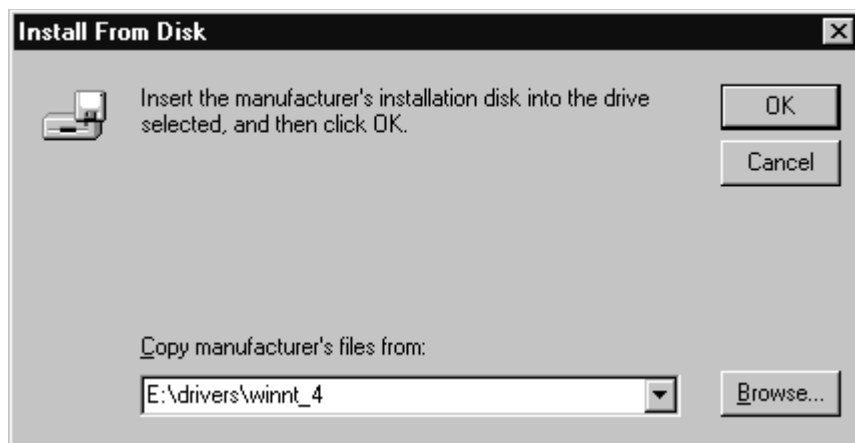 Install From Disk
Insert the manufacturer's installation disk into the drive
selected, and then click OK.
OK
Cancel
Copy manufacturer's files from:
E:\drivers\winnt_4
Browse...